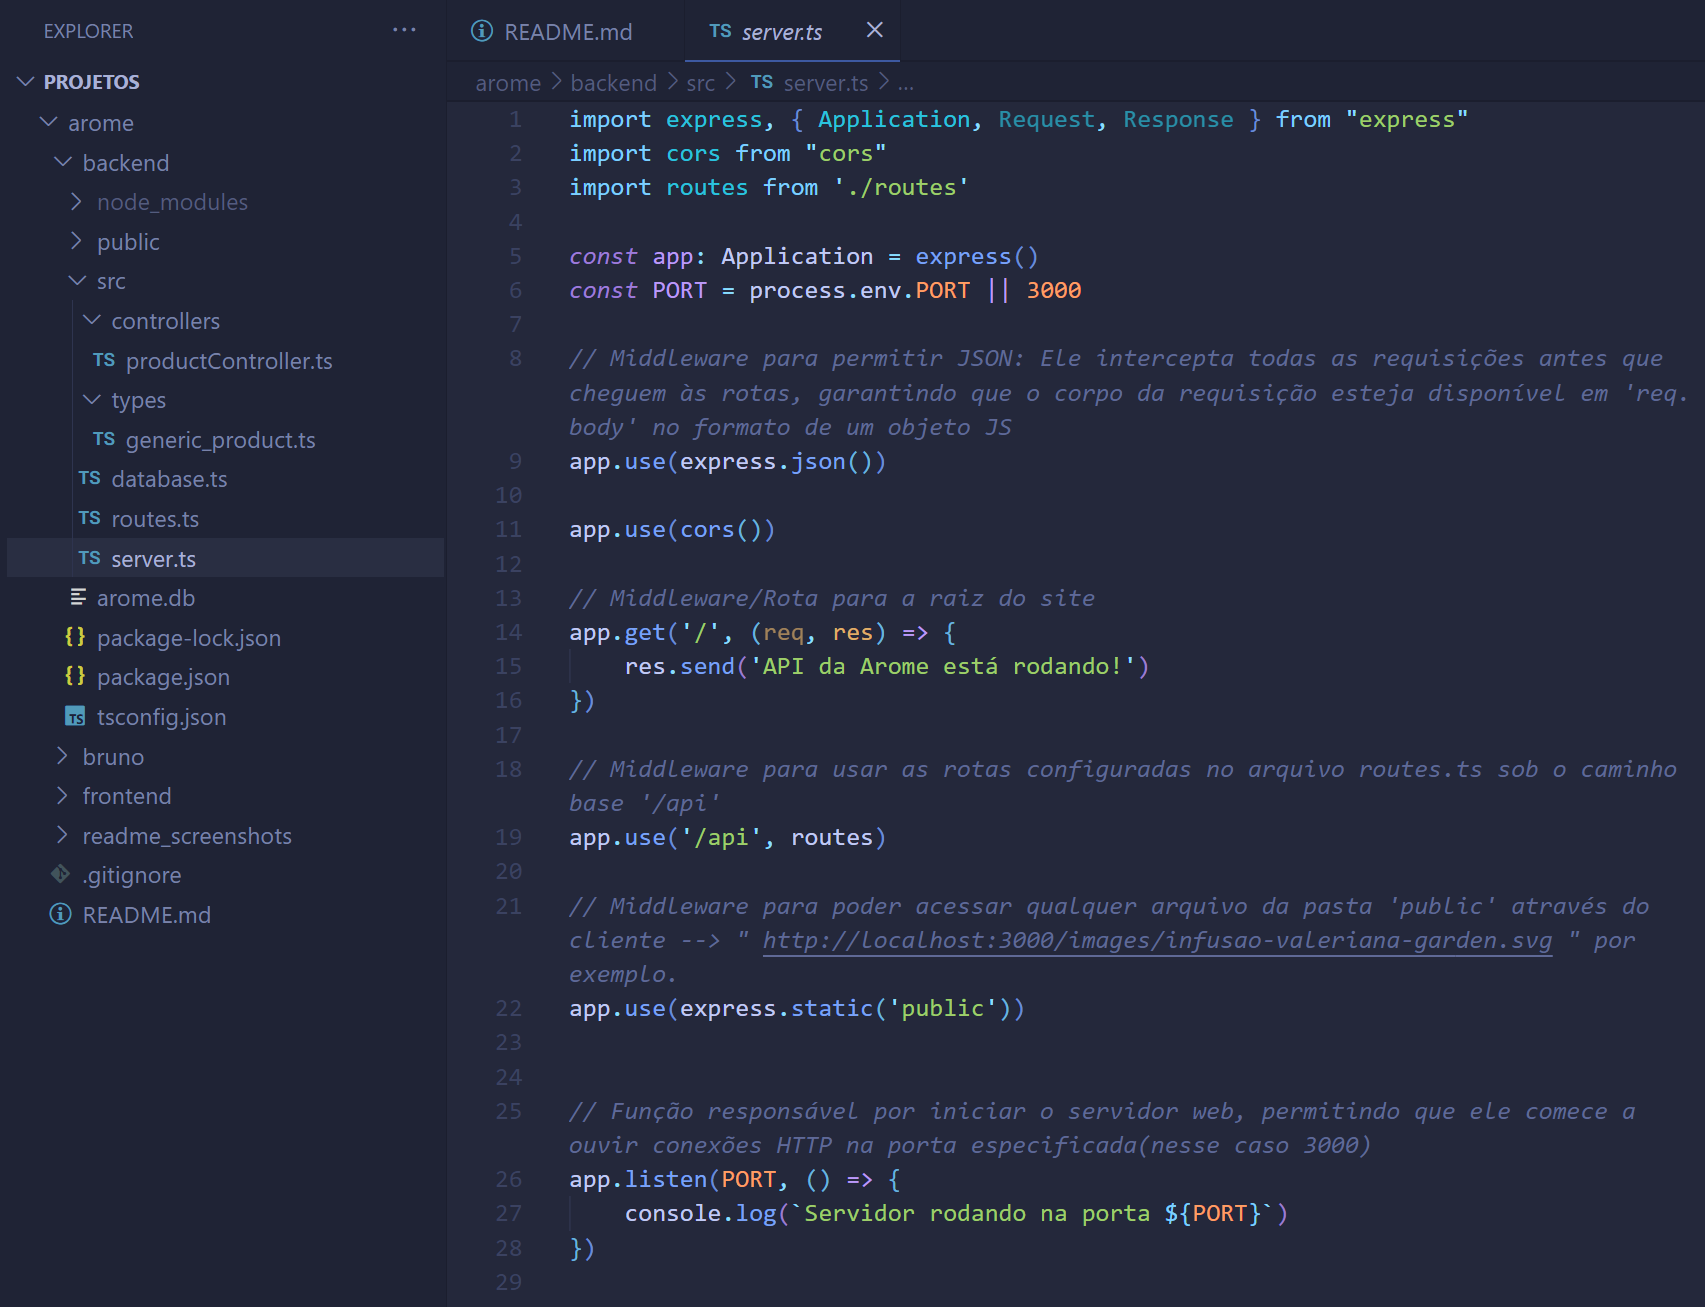 EXPLORER
···
PROJETOS
arome
backend
node_modules
public
src
controllers
TS productController.ts
types
TS generic_product.ts
TS database.ts
TS routes.ts
TS server.ts
arome.db
{} package-lock.json
{} package.json
TS tsconfig.json
bruno
frontend
readme_screenshots
.gitignore
README.md
README.md
TS server.ts
arome > backend > src > TS server.ts > ...
1 import express, { Application, Request, Response } from "express"
2 import cors from "cors"
3 import routes from './routes'
4
5 const app: Application = express()
6 const PORT = process.env.PORT || 3000
7
8 // Middleware para permitir JSON: Ele intercepta todas as requisições antes que
cheguem às rotas, garantindo que o corpo da requisição esteja disponível em 'req.
body' no formato de um objeto JS
9 app.use(express.json())
10
11 app.use(cors())
12
13 // Middleware/Rota para a raiz do site
14 app.get('/', (req, res) => {
15 res.send('API da Arome está rodando!')
16 })
17
18 // Middleware para usar as rotas configuradas no arquivo routes.ts sob o caminho
base '/api'
19 app.use('/api', routes)
20
21 // Middleware para poder acessar qualquer arquivo da pasta 'public' através do
cliente --> " http://localhost:3000/images/infusao-valeriana-garden.svg " por
exemplo.
22 app.use(express.static('public'))
23
24
25 // Função responsável por iniciar o servidor web, permitindo que ele comece a
ouvir conexões HTTP na porta especificada(nesse caso 3000)
26 app.listen(PORT, () => {
27 console.log(`Servidor rodando na porta ${PORT}`)
28 })
29